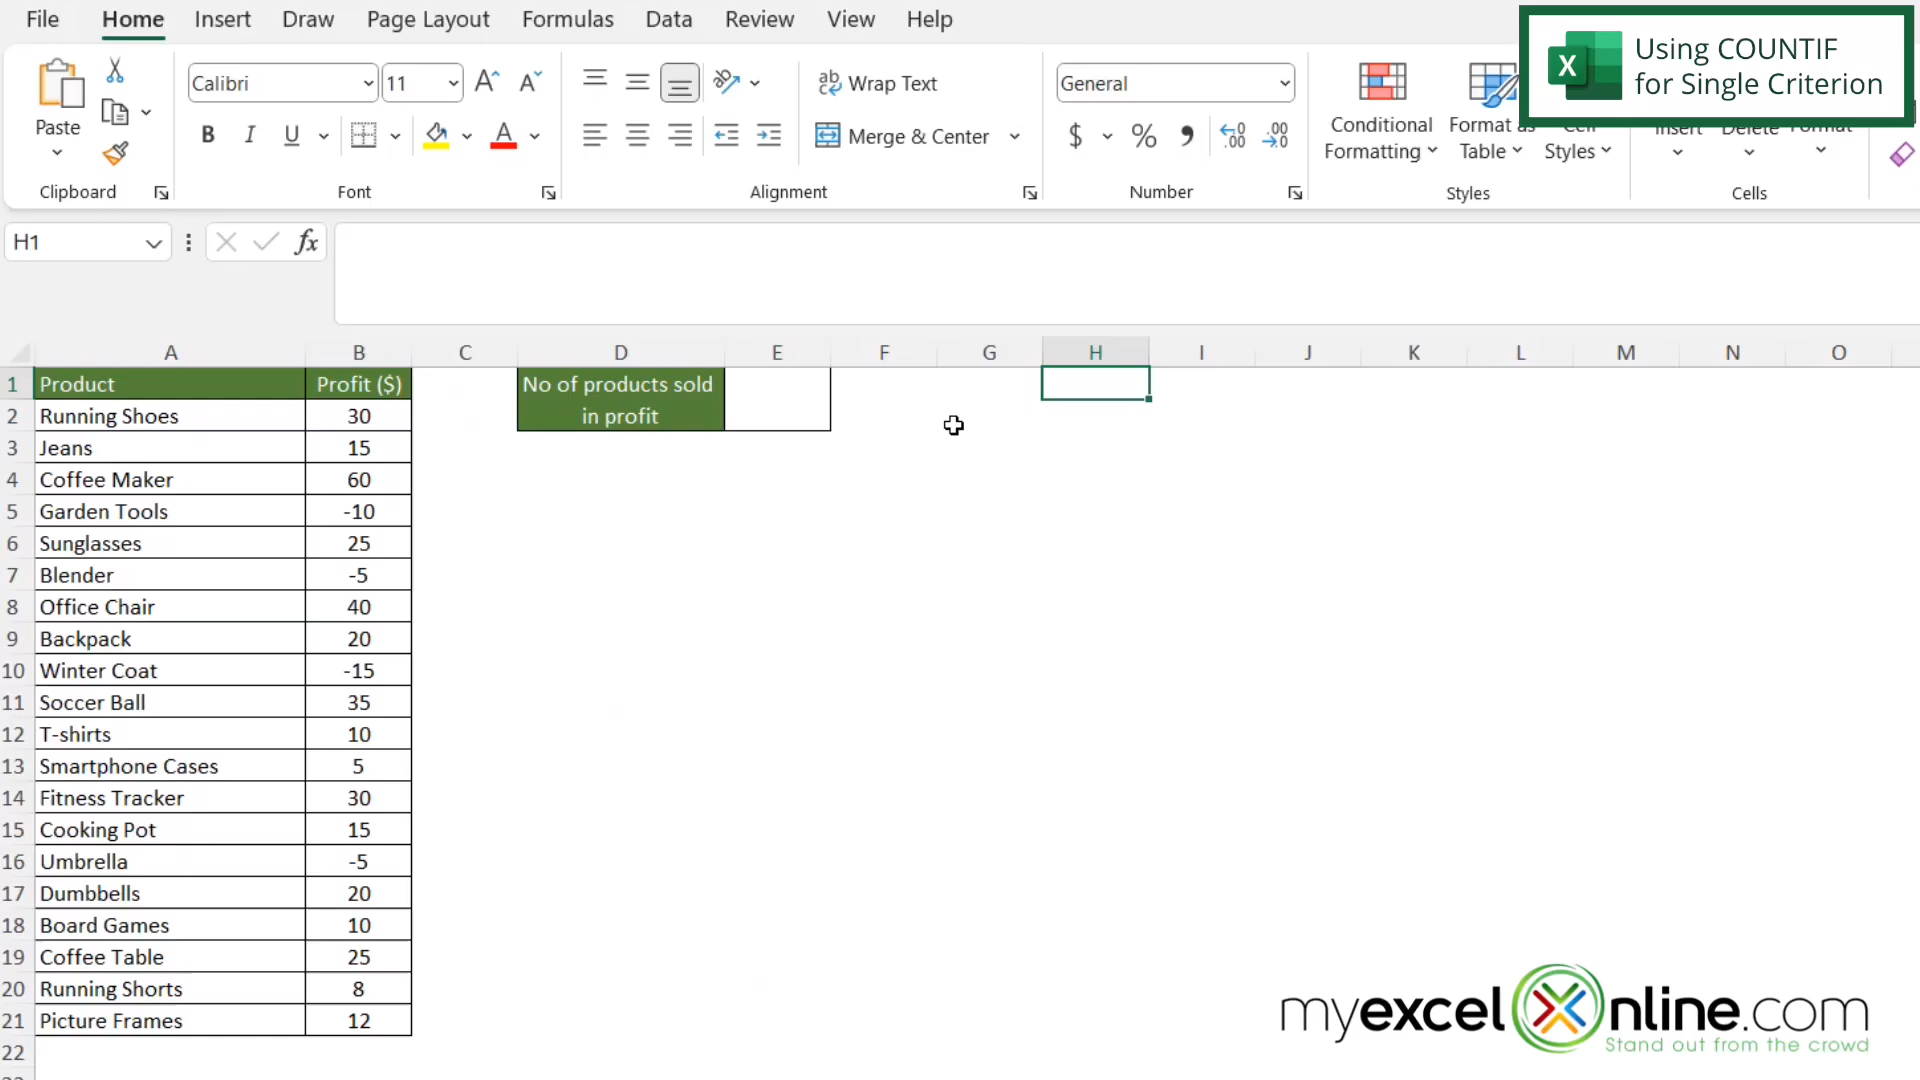 File Home Insert Draw Page Layout Formulas Data Review View Help
Using COUNTIF
for Single Criterion
Paste
Clipboard
Calibri 11
B I U A
Font
ab Wrap Text
Merge & Center
Alignment
General
$ % 9 .00 .00
Number
Conditional
Formatting
Format as
Table
Cell
Styles
Styles
Insert Delete Format
Cells
H1 fx
A B C D E F G H I J K L M N O
1 Product Profit ($) No of products sold
2 Running Shoes 30 in profit
3 Jeans 15
4 Coffee Maker 60
5 Garden Tools -10
6 Sunglasses 25
7 Blender -5
8 Office Chair 40
9 Backpack 20
10 Winter Coat -15
11 Soccer Ball 35
12 T-shirts 10
13 Smartphone Cases 5
14 Fitness Tracker 30
15 Cooking Pot 15
16 Umbrella -5
17 Dumbbells 20
18 Board Games 10
19 Coffee Table 25
20 Running Shorts 8
21 Picture Frames 12
22
myexcelonline.com
Stand out from the crowd